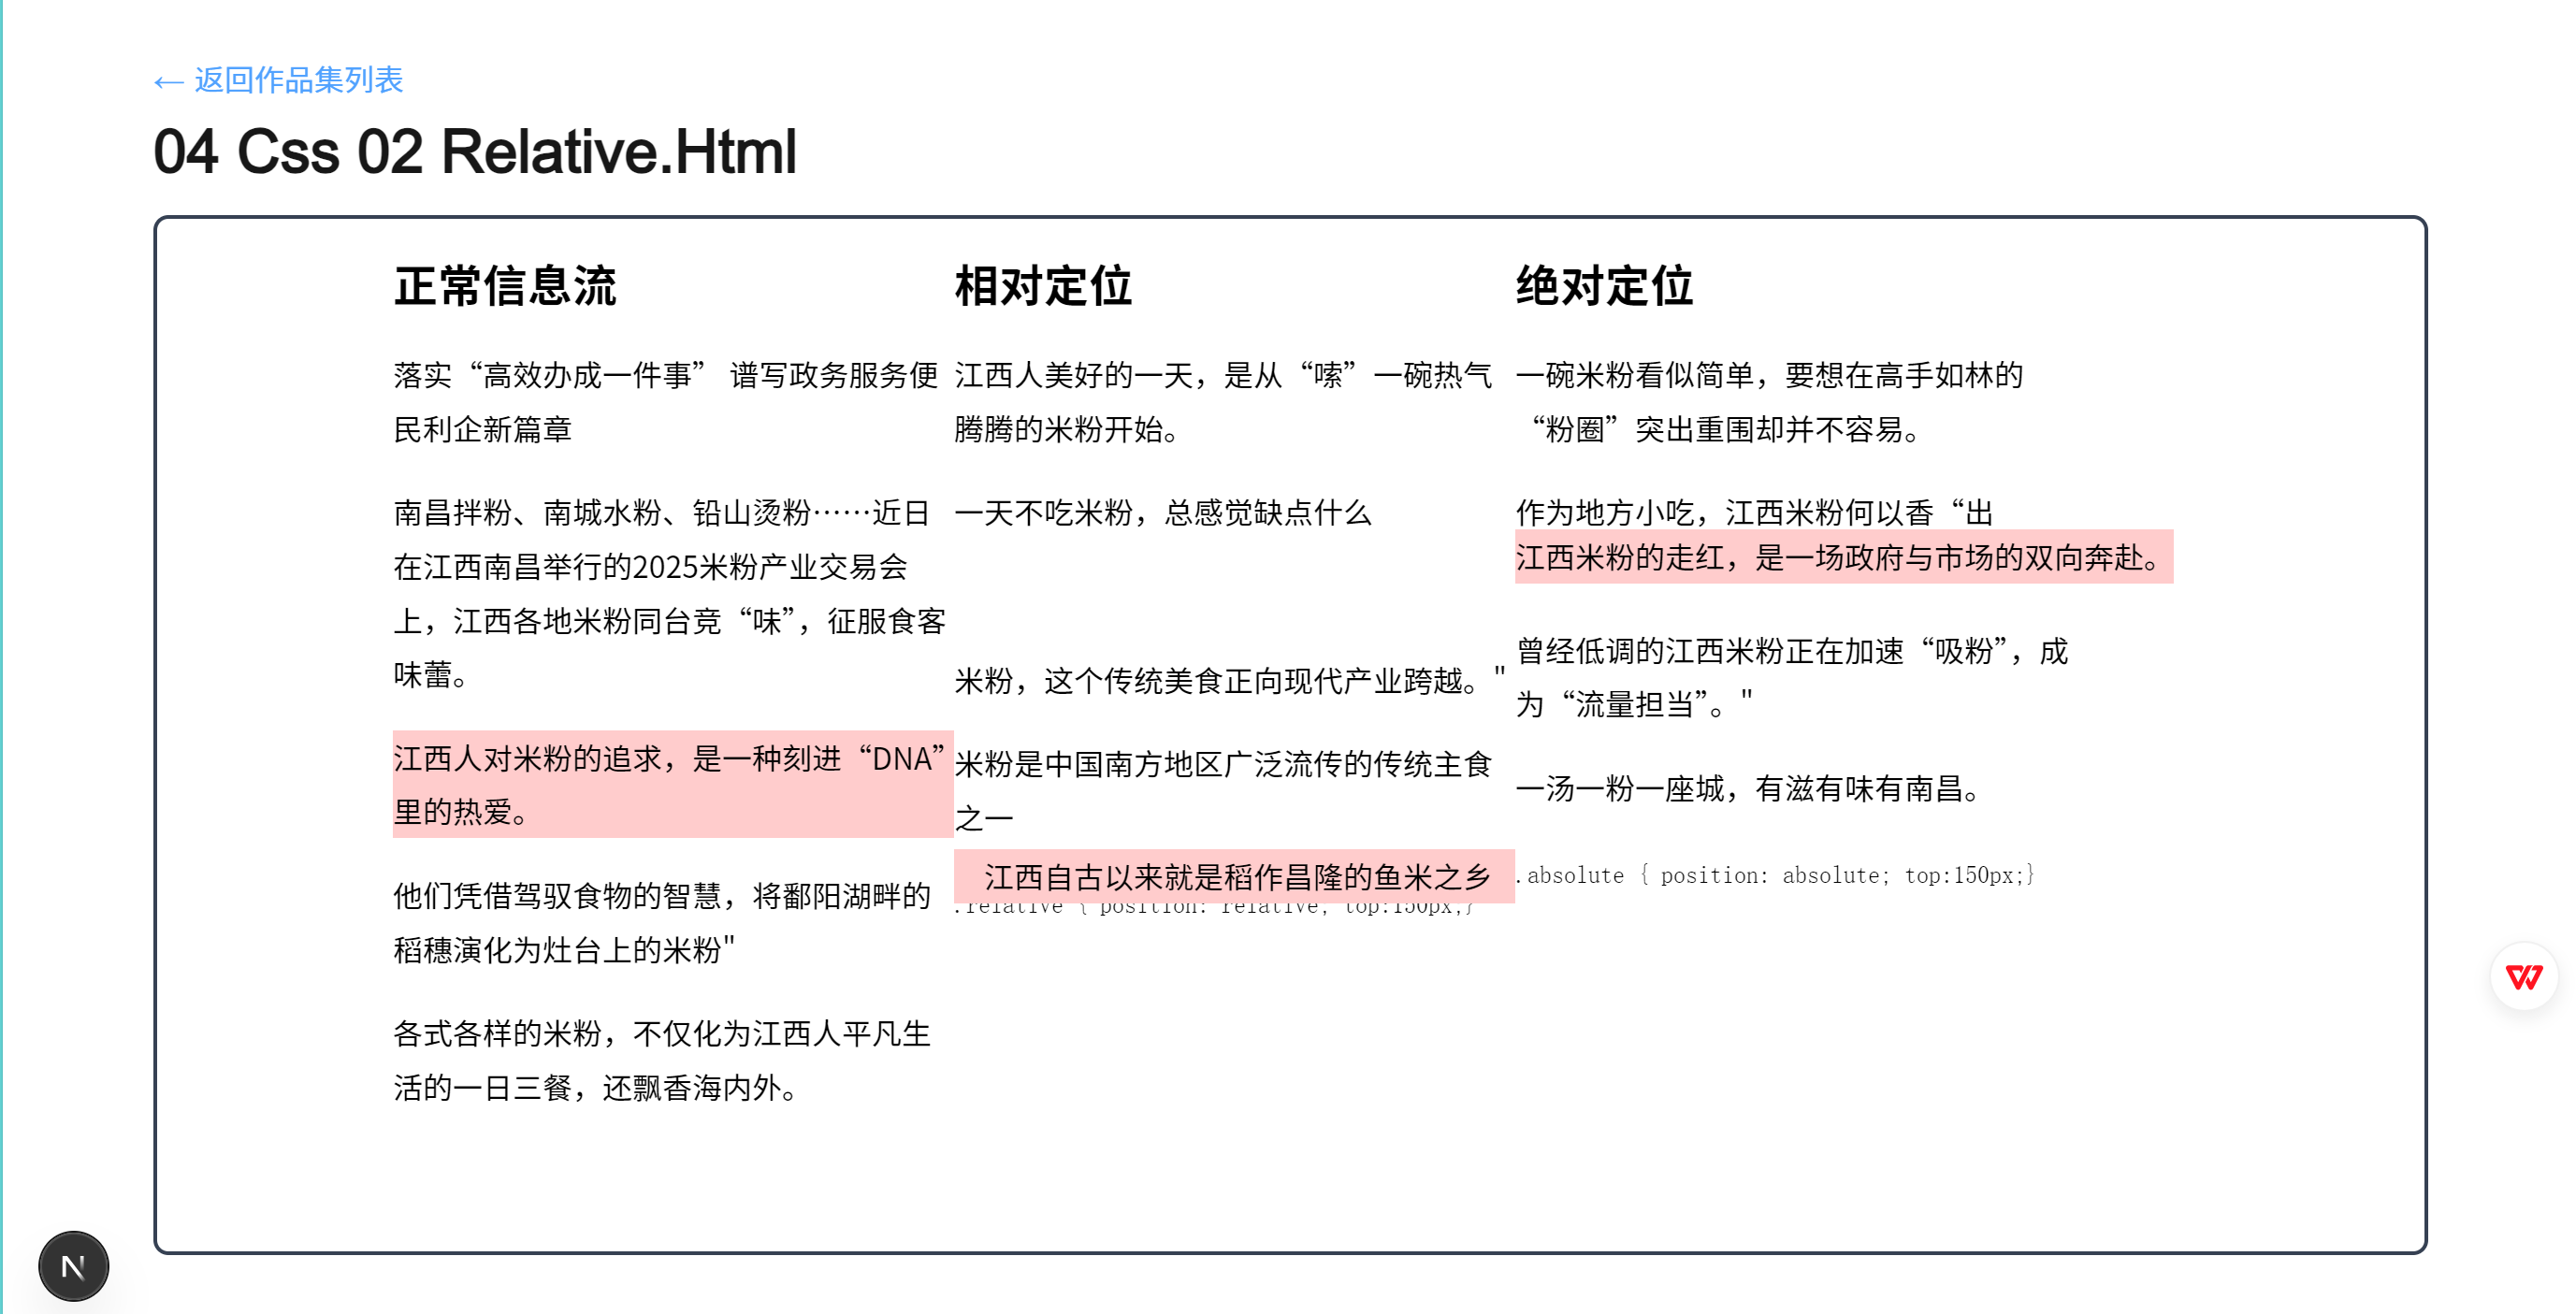 ← 返回作品集列表
04 Css 02 Relative.Html
正常信息流
落实“高效办成一件事” 谱写政务服务便
民利企新篇章
南昌拌粉、南城水粉、铅山烫粉……近日
在江西南昌举行的2025米粉产业交易会
上，江西各地米粉同台竞“味”，征服食客
味蕾。
江西人对米粉的追求，是一种刻进“DNA”
里的热爱。
他们凭借驾驭食物的智慧，将鄱阳湖畔的
稻穗演化为灶台上的米粉"
各式各样的米粉，不仅化为江西人平凡生
活的一日三餐，还飘香海内外。
相对定位
江西人美好的一天，是从“嗦”一碗热气
腾腾的米粉开始。
一天不吃米粉，总感觉缺点什么
米粉，这个传统美食正向现代产业跨越。"
米粉是中国南方地区广泛流传的传统主食
之一
江西自古以来就是稻作昌隆的鱼米之乡
.relative { position: relative; top:150px;}
绝对定位
一碗米粉看似简单，要想在高手如林的
“粉圈”突出重围却并不容易。
作为地方小吃，江西米粉何以香“出
江西米粉的走红，是一场政府与市场的双向奔赴。
曾经低调的江西米粉正在加速“吸粉”，成
为“流量担当”。"
一汤一粉一座城，有滋有味有南昌。
.absolute { position: absolute; top:150px;}
N